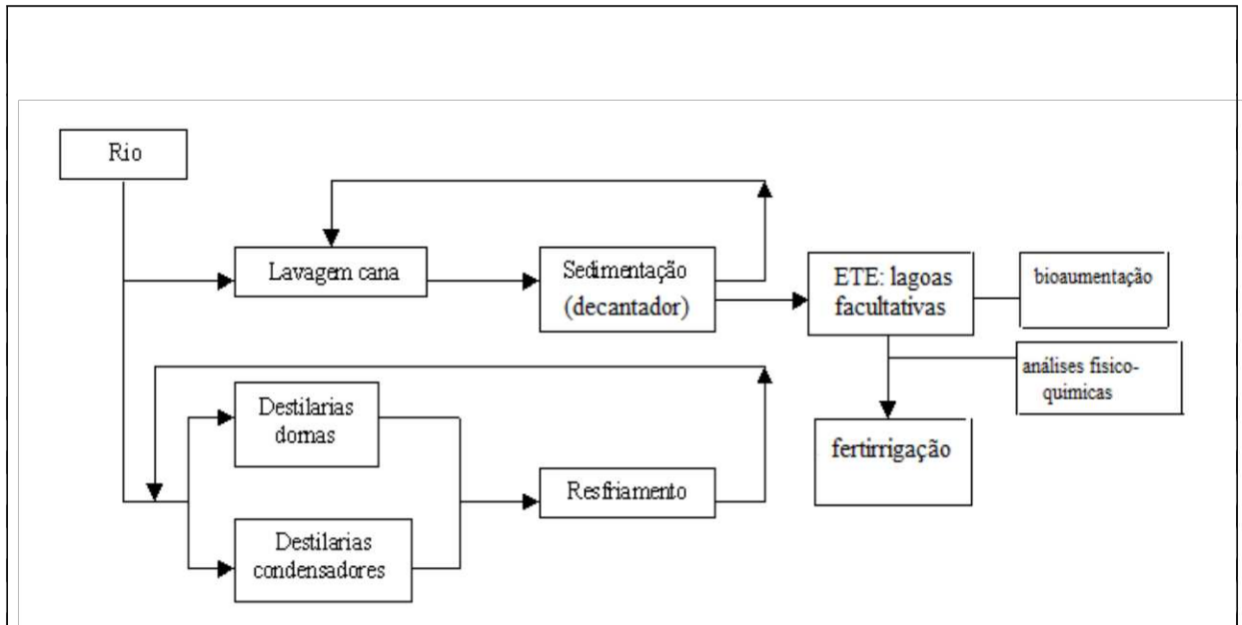 Rio
Lavagem cana
Sedimentação
(decantador)
ETE: lagoas
facultativas
bioaumentação
análises fisico-
quimicas
Destilarias
dornas
fertirrigação
Resfriamento
Destilarias
condensadores